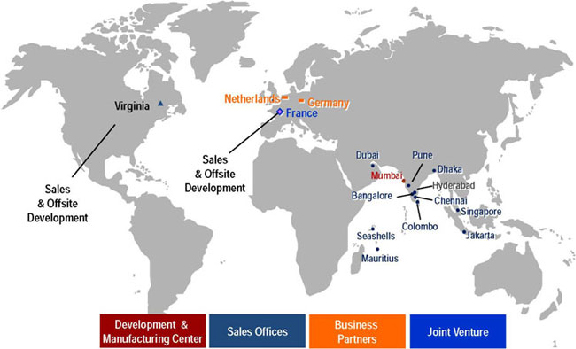 Virginia
Netherlands
Germany
France
Sales
& Offsite
Development
Sales
& Offsite
Development
Dubai
Pune
Dhaka
Mumbai
Hyderabad
Bangalore
Chennai
Singapore
Colombo
Seashells
Jakarta
Mauritius
Development &
Manufacturing Center
Sales Offices
Business
Partners
Joint Venture
1